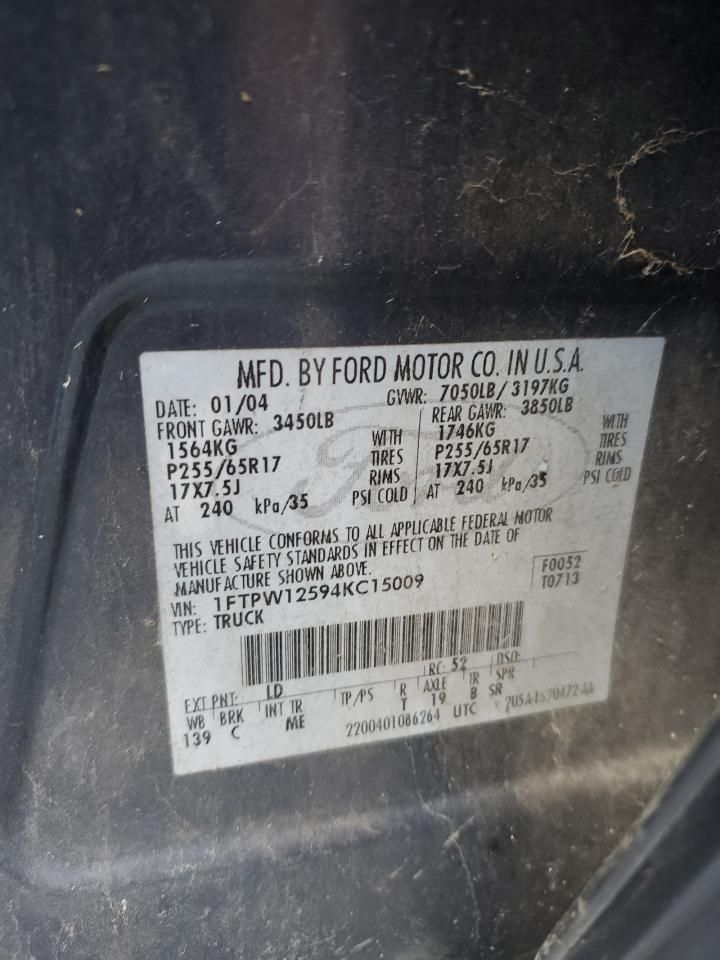 MFD. BY FORD MOTOR CO. IN U.S.A.
DATE: 01/04 GVWR: 7050LB/ 3197KG
FRONT GAWR: 3450LB REAR GAWR: 3850LB
1564KG WITH 1746KG WITH
P255/65R17 TIRES P255/65R17 TIRES
17X7.5J RIMS 17X7.5J RIMS
AT 240 kPa/35 PSI COLD AT 240 kPa/35 PSI COLD
THIS VEHICLE CONFORMS TO ALL APPLICABLE FEDERAL MOTOR
VEHICLE SAFETY STANDARDS IN EFFECT ON THE DATE OF
MANUFACTURE SHOWN ABOVE.
VIN: 1FTPW12594KC15009 F0052
TYPE: TRUCK T0713
EXT PNT: LD RC: 52 DSO:
WB BRK INT TR TP/PS R AXLE TR SPR
139 C ME T 19 B SR
2200401086264 UTC